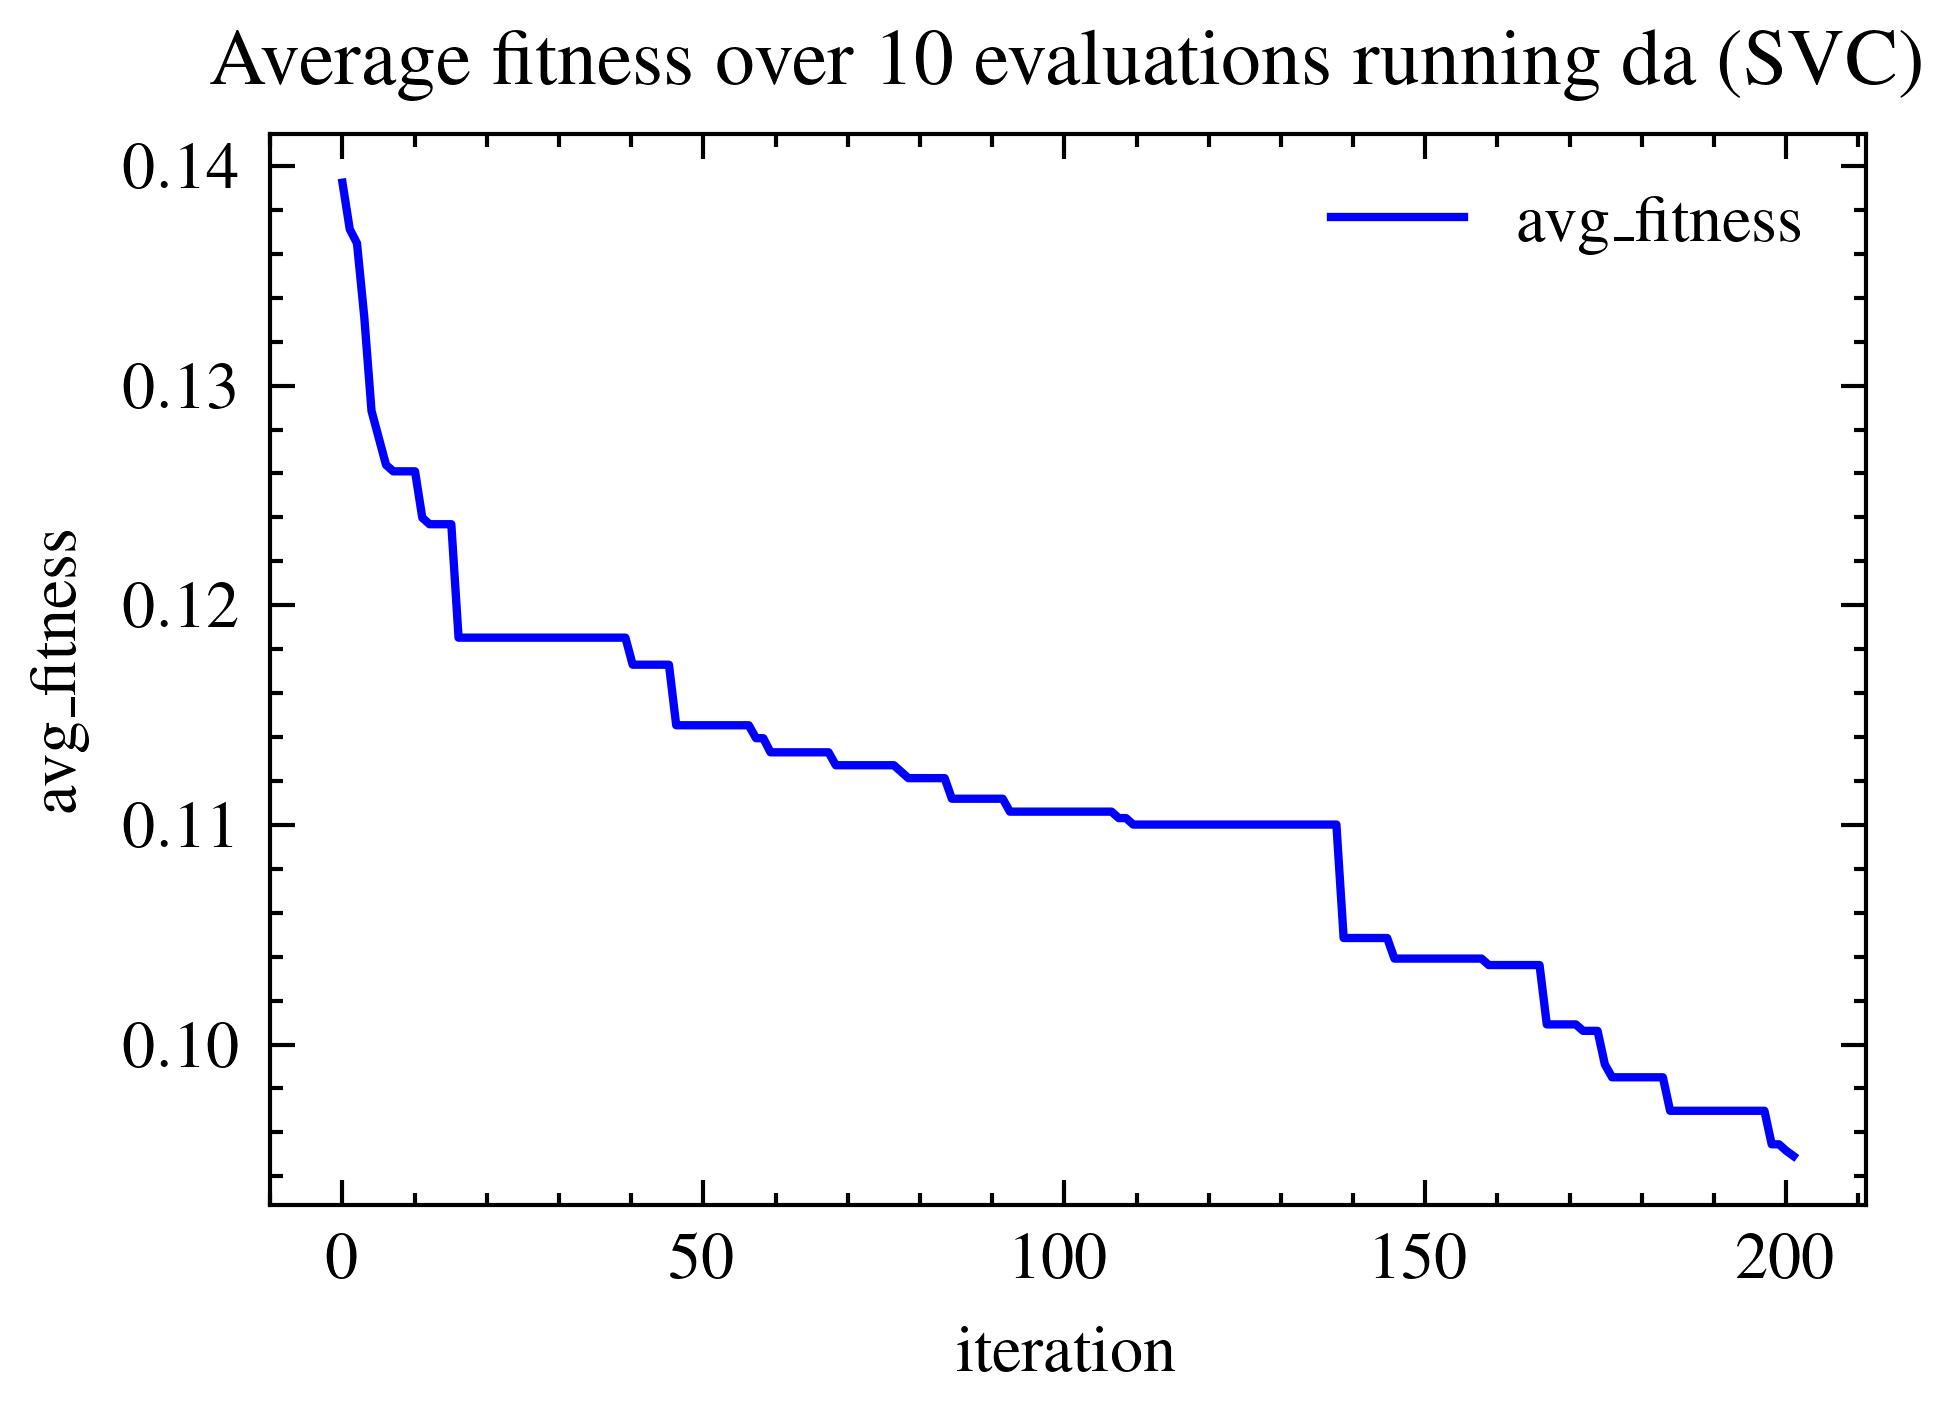 Average fitness over 10 evaluations running da (SVC)
avg_fitness
0.14
0.13
0.12
0.11
0.10
avg_fitness
0 50 100 150 200
iteration